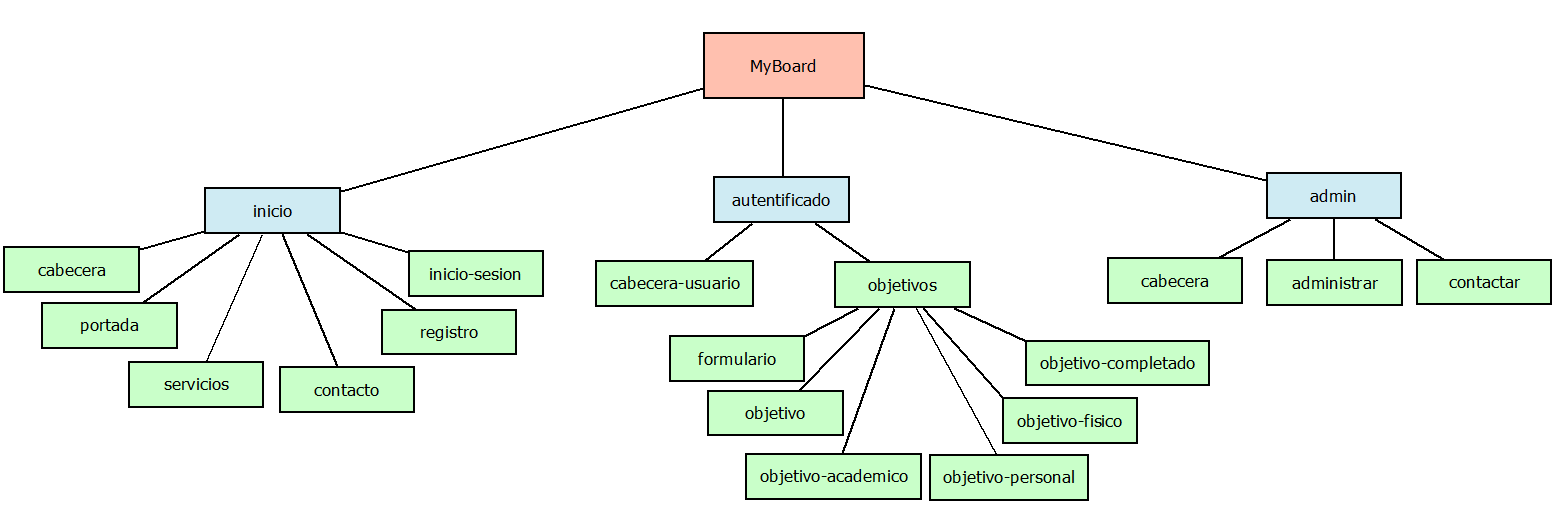 MyBoard
inicio
autentificado
admin
cabecera
portada
servicios
contacto
registro
inicio-sesion
cabecera-usuario
objetivos
formulario
objetivo
objetivo-academico
objetivo-personal
objetivo-fisico
objetivo-completado
cabecera
administrar
contactar